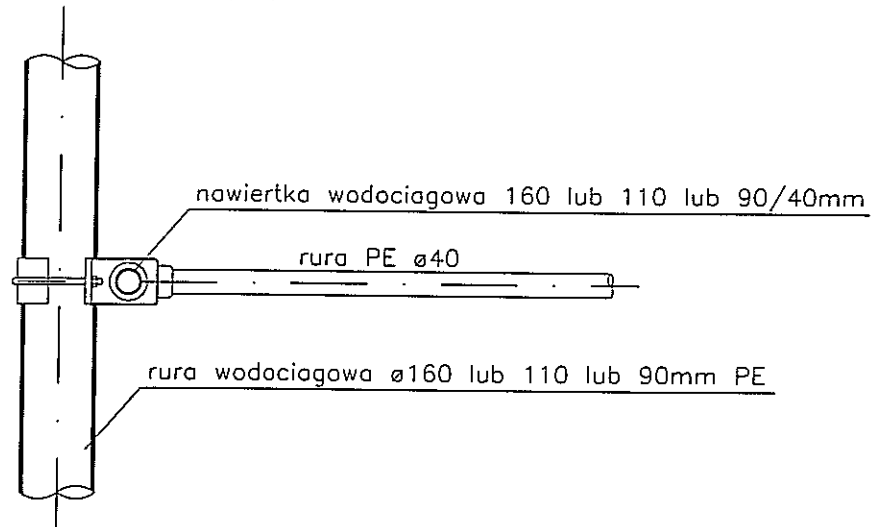 nawiertka wodociagowa 160 lub 110 lub 90/40mm
rura PE ø40
rura wodociagowa ø160 lub 110 lub 90mm PE